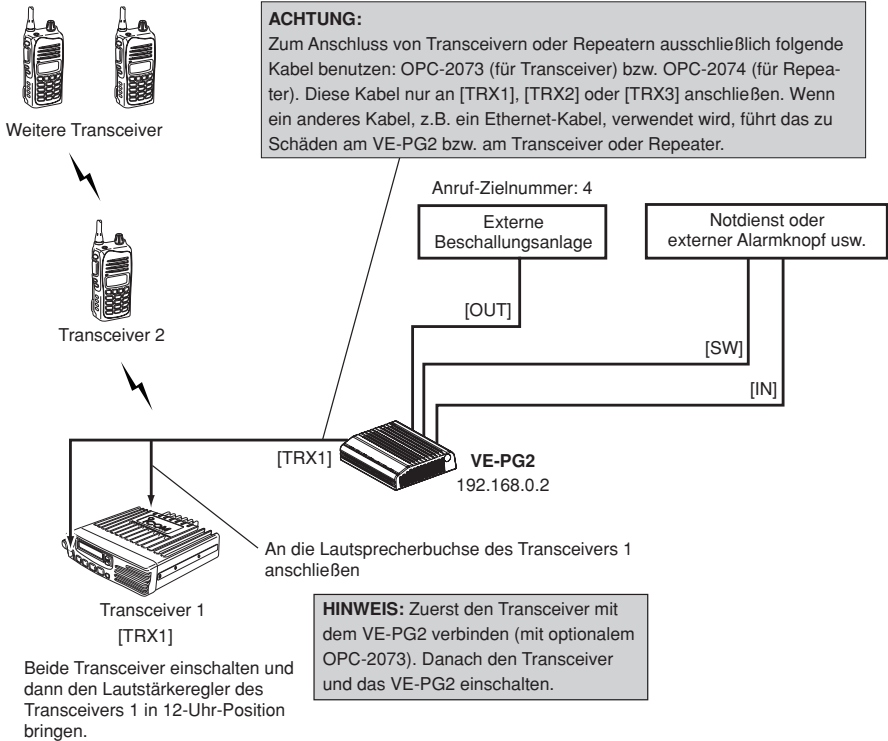 ACHTUNG:
Zum Anschluss von Transceivern oder Repeatern ausschließlich folgende
Kabel benutzen: OPC-2073 (für Transceiver) bzw. OPC-2074 (für Repea-
ter). Diese Kabel nur an [TRX1], [TRX2] oder [TRX3] anschließen. Wenn
ein anderes Kabel, z.B. ein Ethernet-Kabel, verwendet wird, führt das zu
Schäden am VE-PG2 bzw. am Transceiver oder Repeater.
Weitere Transceiver
Anruf-Zielnummer: 4
Externe
Beschallungsanlage
Notdienst oder
externer Alarmknopf usw.
[OUT]
[SW]
[IN]
Transceiver 2
[TRX1]
VE-PG2
192.168.0.2
ICOM
An die Lautsprecherbuchse des Transceivers 1
anschließen
Transceiver 1
[TRX1]
HINWEIS: Zuerst den Transceiver mit
dem VE-PG2 verbinden (mit optionalem
OPC-2073). Danach den Transceiver
und das VE-PG2 einschalten.
Beide Transceiver einschalten und
dann den Lautstärkeregler des
Transceivers 1 in 12-Uhr-Position
bringen.